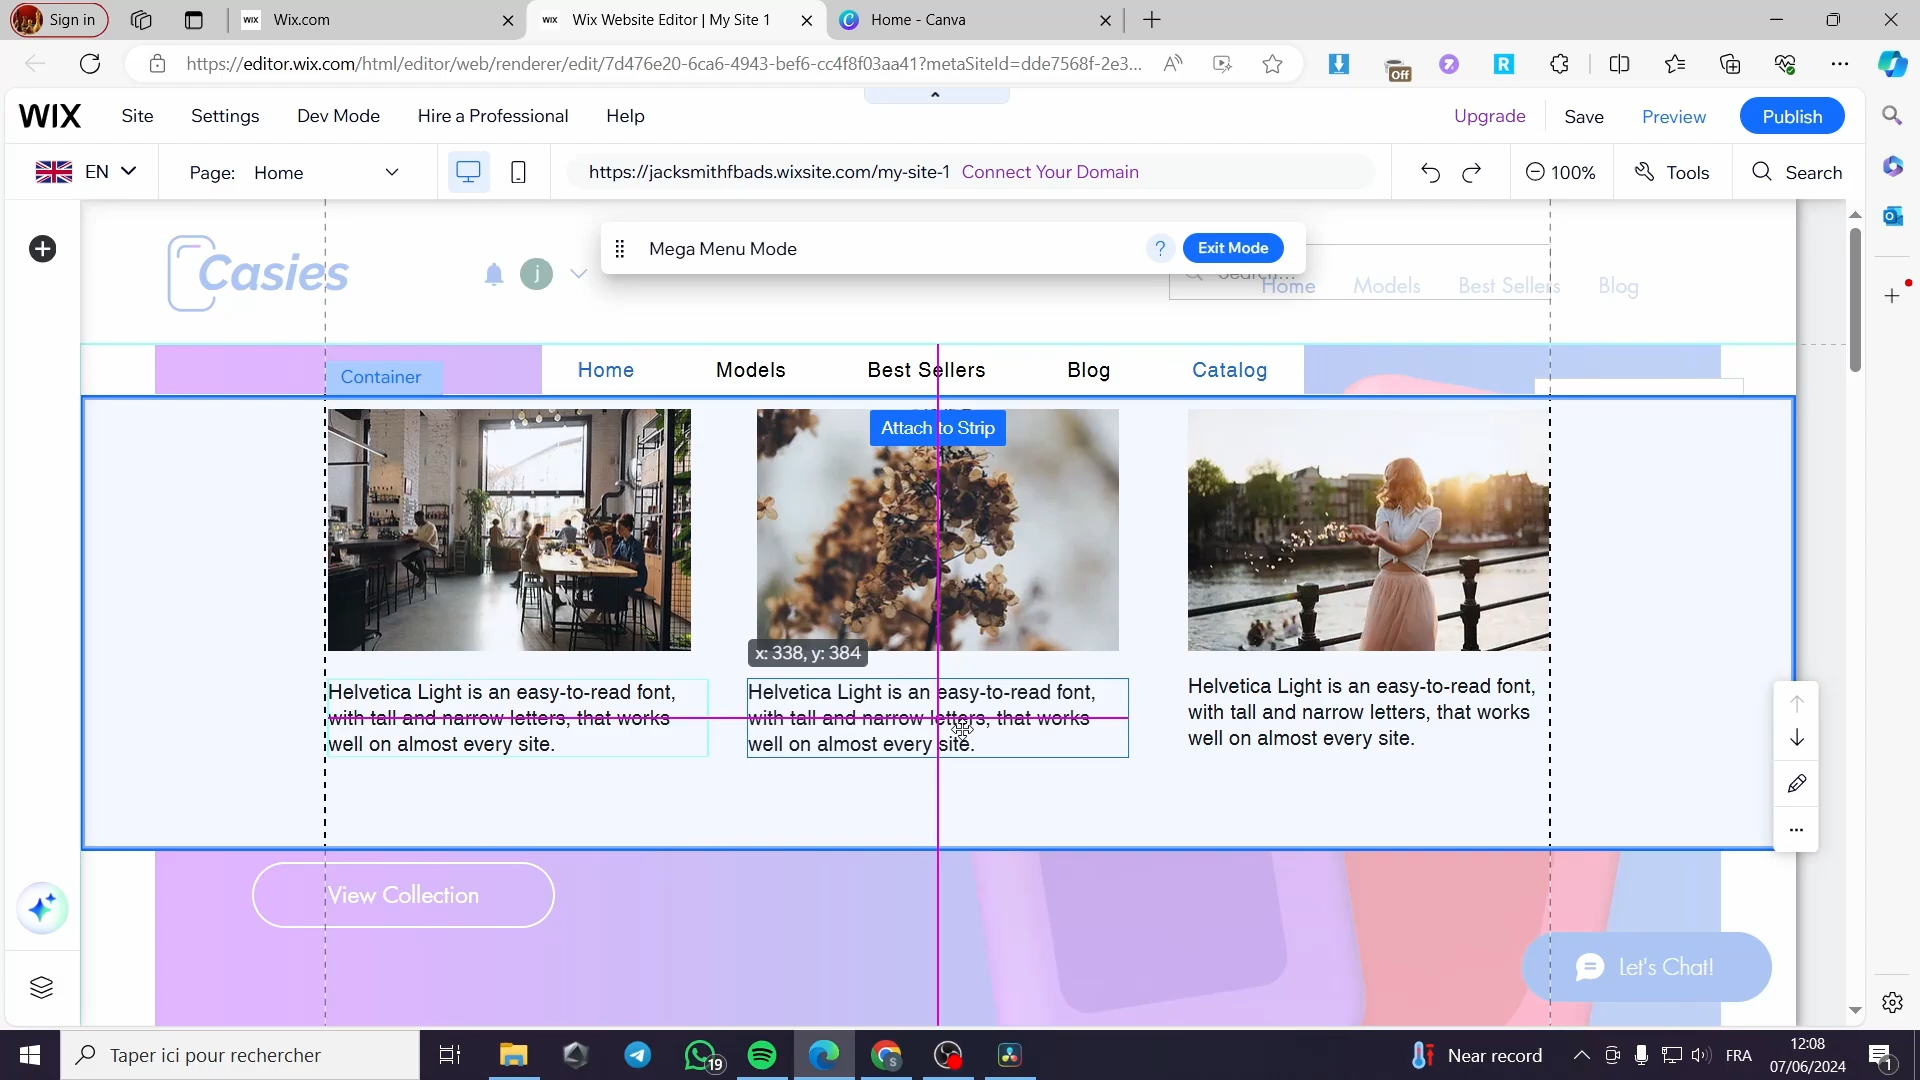 Sign in
WIX Wix.com
WIX Wix Website Editor | My Site 1
C Home - Canva
https://editor.wix.com/html/editor/web/renderer/edit/7d476e20-6ca6-4943-bef6-cc4f8f03aa41?metaSiteId=dde7568f-2e3...
Off
WIX Site Settings Dev Mode Hire a Professional Help
Upgrade Save Preview Publish
EN Page: Home
https://jacksmithfbads.wixsite.com/my-site-1 Connect Your Domain
100% Tools Search
Mega Menu Mode ? Exit Mode
Casies
j
Search...
Home Models Best Sellers Blog
Container
Home Models Best Sellers Blog Catalog
Attach to Strip
x: 338, y: 384
Helvetica Light is an easy-to-read font,
with tall and narrow letters, that works
well on almost every site.
Helvetica Light is an easy-to-read font,
with tall and narrow letters, that works
well on almost every site.
Helvetica Light is an easy-to-read font,
with tall and narrow letters, that works
well on almost every site.
View Collection
Let's Chat!
Taper ici pour rechercher
19
S
Near record
FRA
12:08
07/06/2024
1